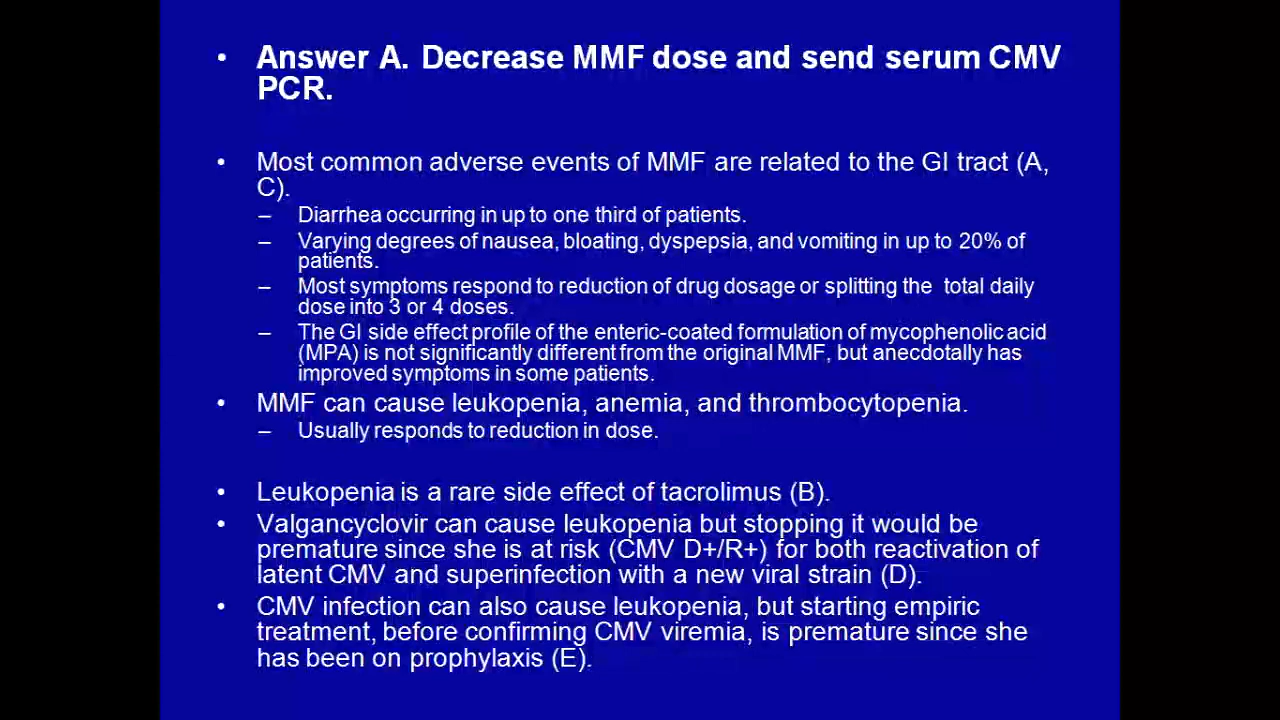 • Answer A. Decrease MMF dose and send serum CMV
PCR.
• Most common adverse events of MMF are related to the GI tract (A,
C).
– Diarrhea occurring in up to one third of patients.
– Varying degrees of nausea, bloating, dyspepsia, and vomiting in up to 20% of
patients.
– Most symptoms respond to reduction of drug dosage or splitting the total daily
dose into 3 or 4 doses.
– The GI side effect profile of the enteric-coated formulation of mycophenolic acid
(MPA) is not significantly different from the original MMF, but anecdotally has
improved symptoms in some patients.
• MMF can cause leukopenia, anemia, and thrombocytopenia.
– Usually responds to reduction in dose.
• Leukopenia is a rare side effect of tacrolimus (B).
• Valgancyclovir can cause leukopenia but stopping it would be
premature since she is at risk (CMV D+/R+) for both reactivation of
latent CMV and superinfection with a new viral strain (D).
• CMV infection can also cause leukopenia, but starting empiric
treatment, before confirming CMV viremia, is premature since she
has been on prophylaxis (E).